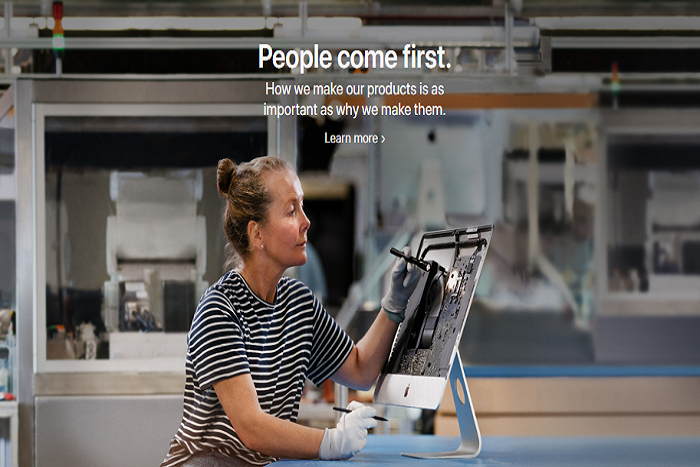 People come first.
How we make our products is as
important as why we make them.
Learn more ›